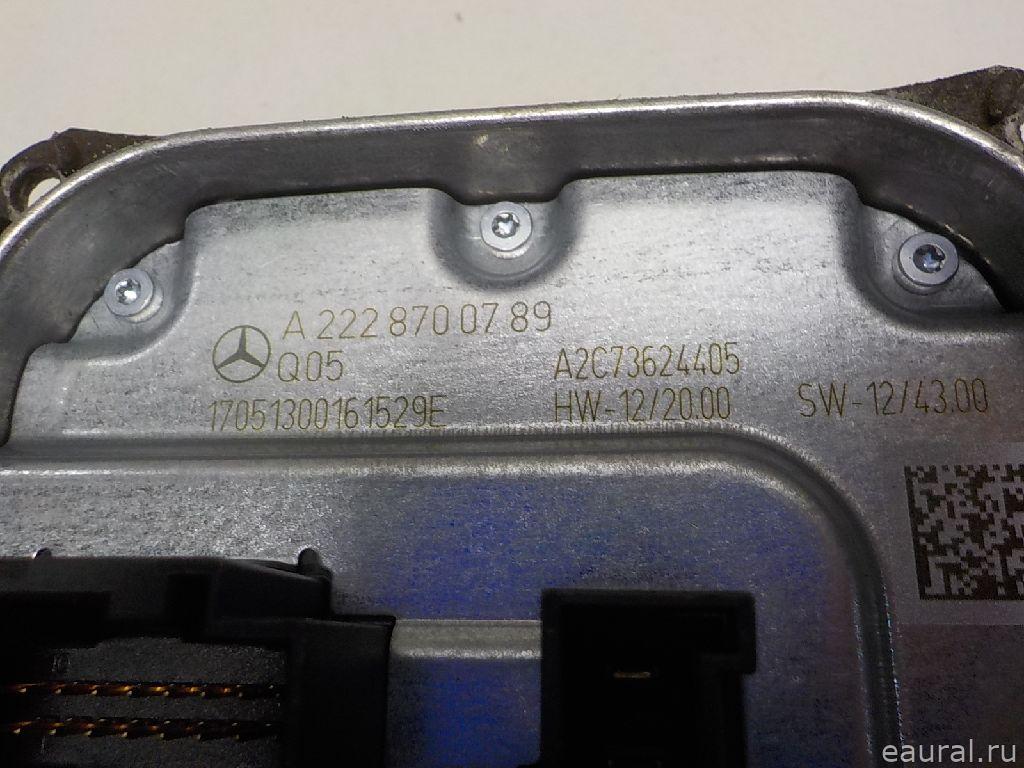 A 222 870 07 89
Q05
A2C73624405
17051300161529E
HW-12/20.00
SW-12/43.00
eaural.ru